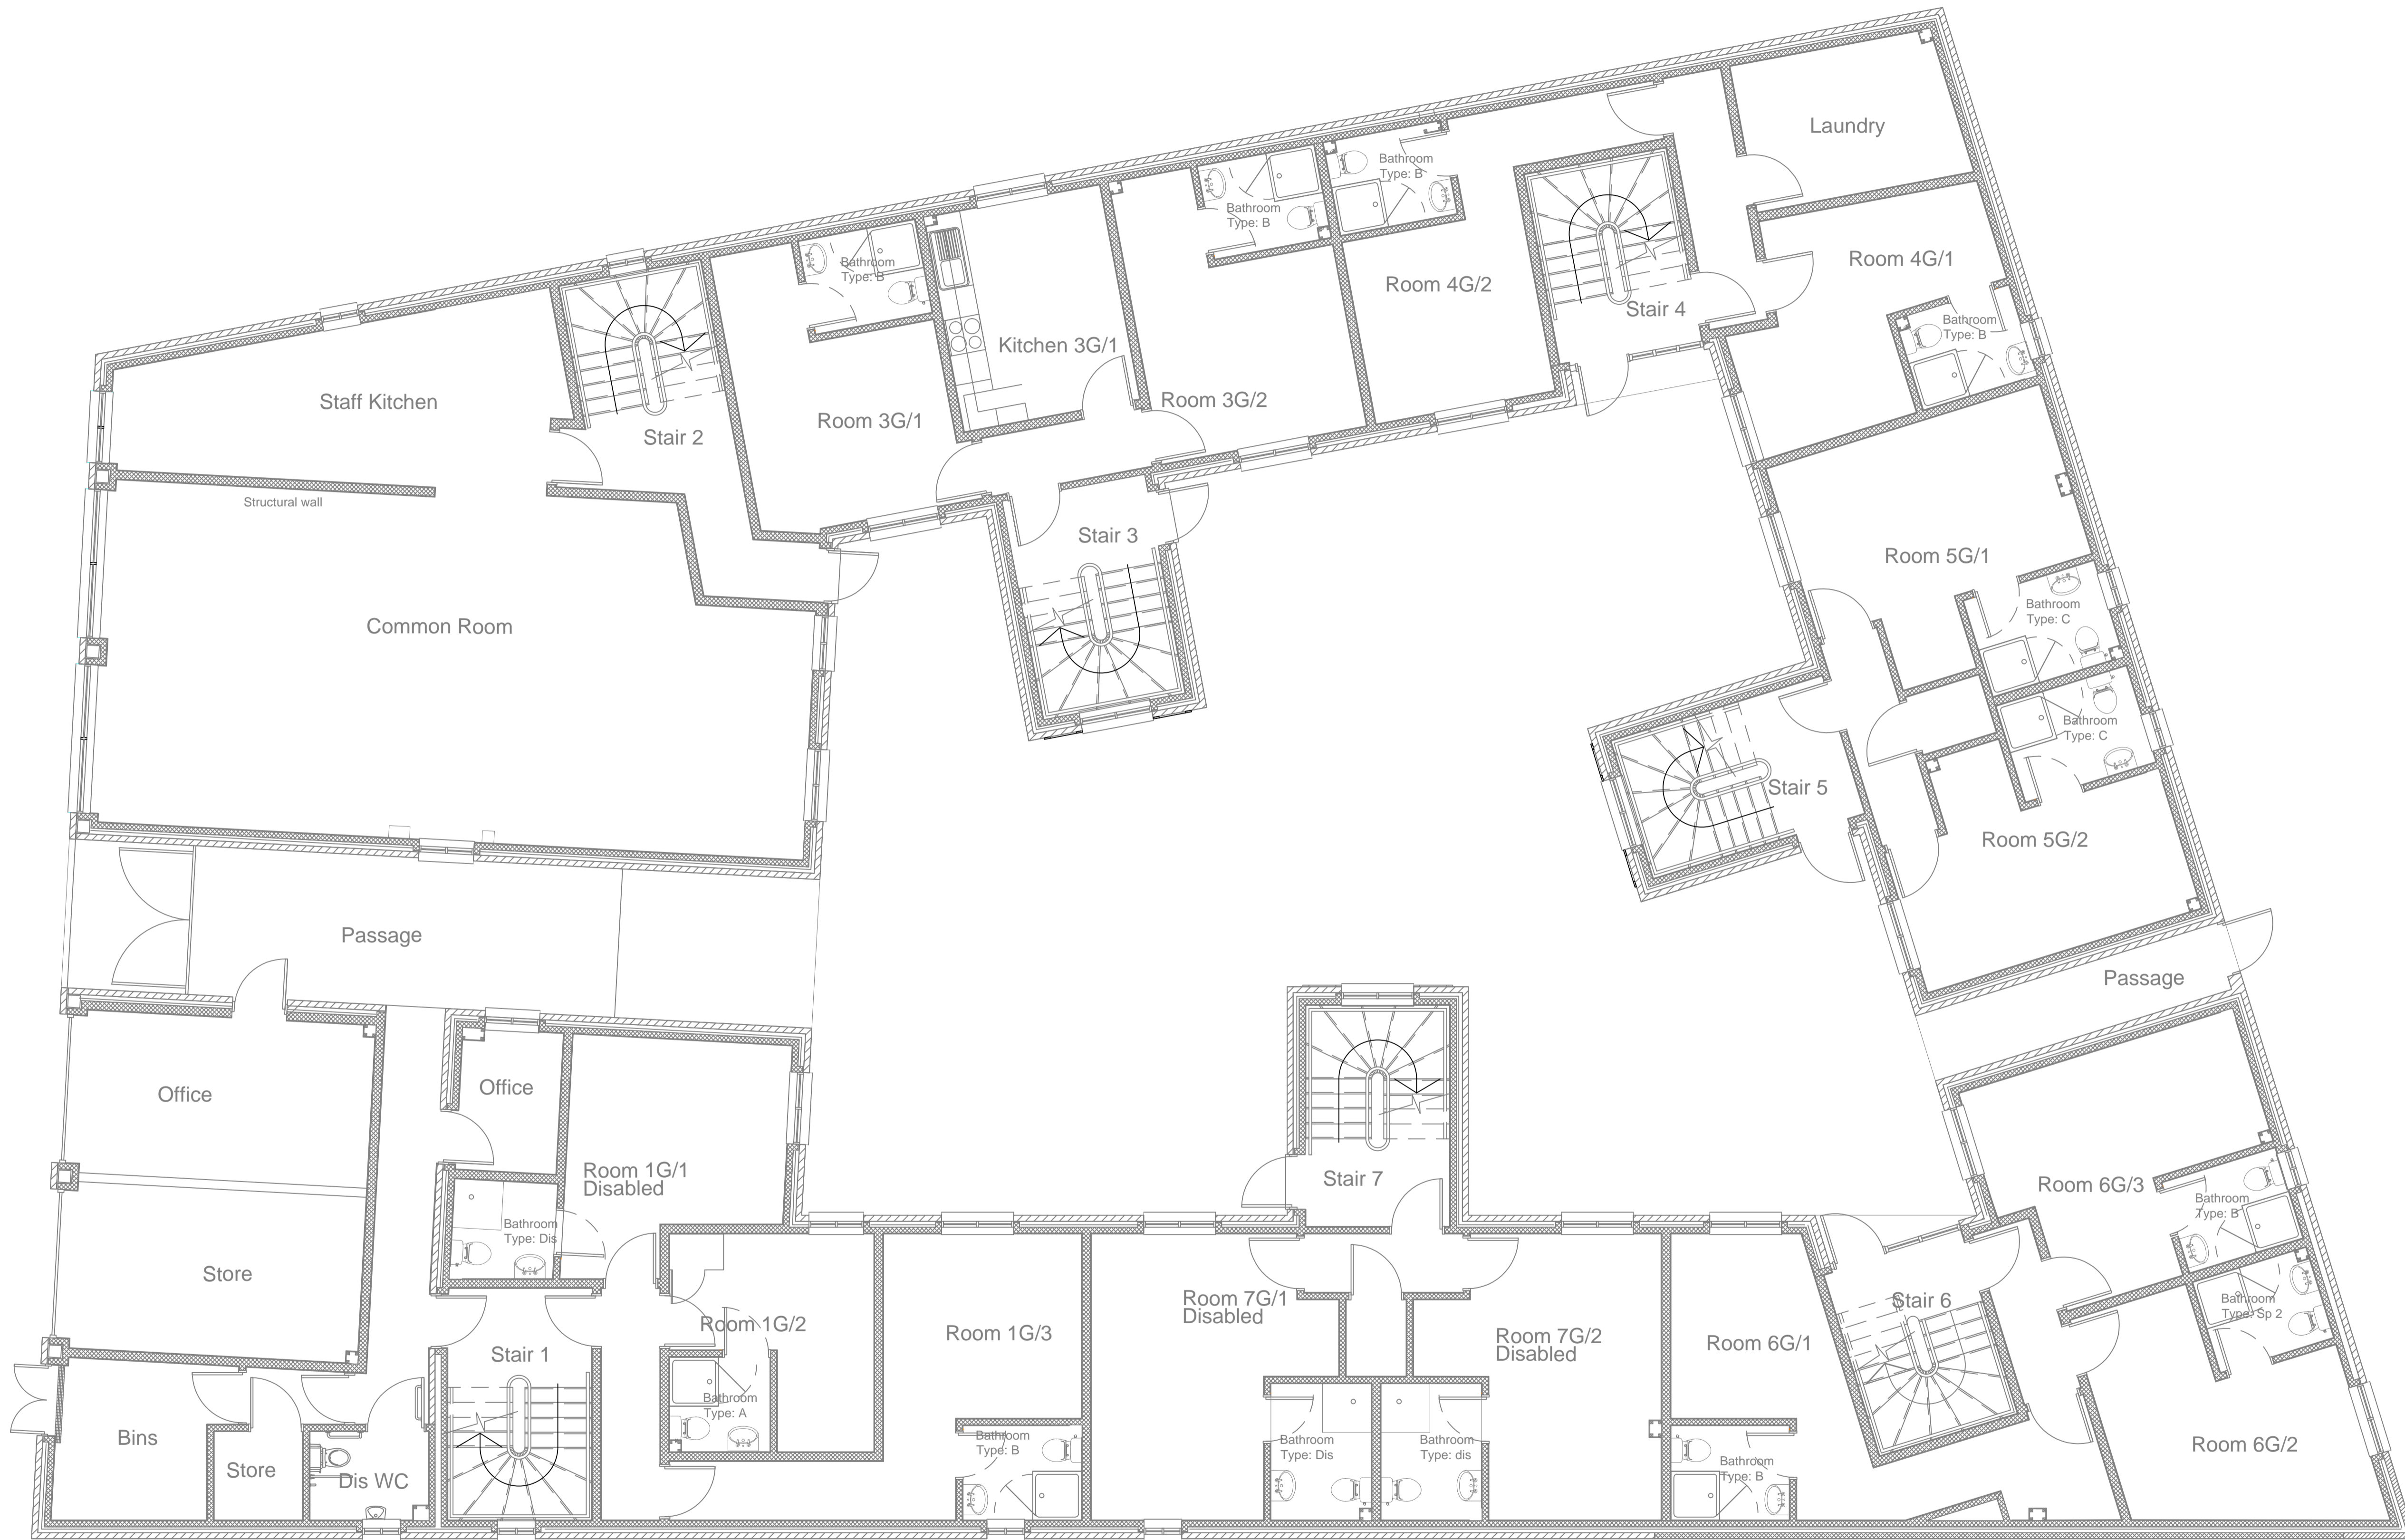 Laundry
Bathroom
Type: B
Bathroom
Type: B
Room 4G/1
Bathroom
Type: B
Room 4G/2
Stair 4
Bathroom
Type: B
Kitchen 3G/1
Staff Kitchen
Room 3G/2
Room 3G/1
Stair 2
Structural wall
Stair 3
Room 5G/1
Common Room
Bathroom
Type: C
Bathroom
Type: C
Stair 5
Room 5G/2
Passage
Passage
Office
Office
Room 1G/1
Disabled
Stair 7
Room 6G/3
Bathroom
Type: B
Bathroom
Type: Dis
Store
Room 7G/1
Disabled
Stair 6
Bathroom
Type: Sp 2
Room 1G/2
Room 1G/3
Room 7G/2
Disabled
Room 6G/1
Stair 1
Bathroom
Type: A
Bins
Bathroom
Type: B
Bathroom
Type: Dis
Bathroom
Type: dis
Room 6G/2
Bathroom
Type: B
Store
Dis WC